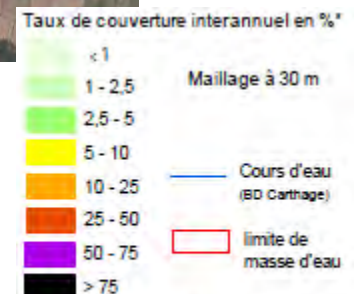 Taux de couverture interannuel en %*
<1
1 - 2,5
2,5 - 5
5 - 10
10 - 25
25 - 50
50 - 75
> 75
Maillage à 30 m
Cours d'eau
(BD Carthage)
limite de
masse d'eau